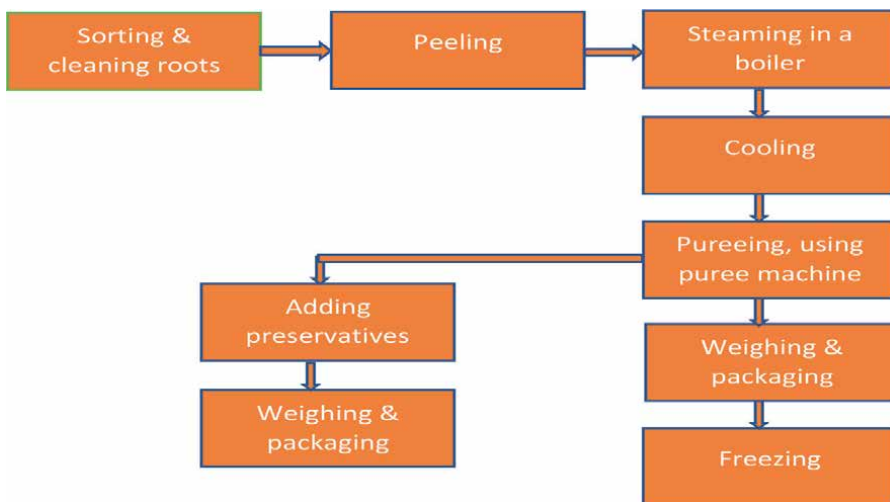 Sorting &
cleaning roots
Peeling
Steaming in a
boiler
Cooling
Pureeing, using
puree machine
Adding
preservatives
Weighing &
packaging
Weighing &
packaging
Freezing